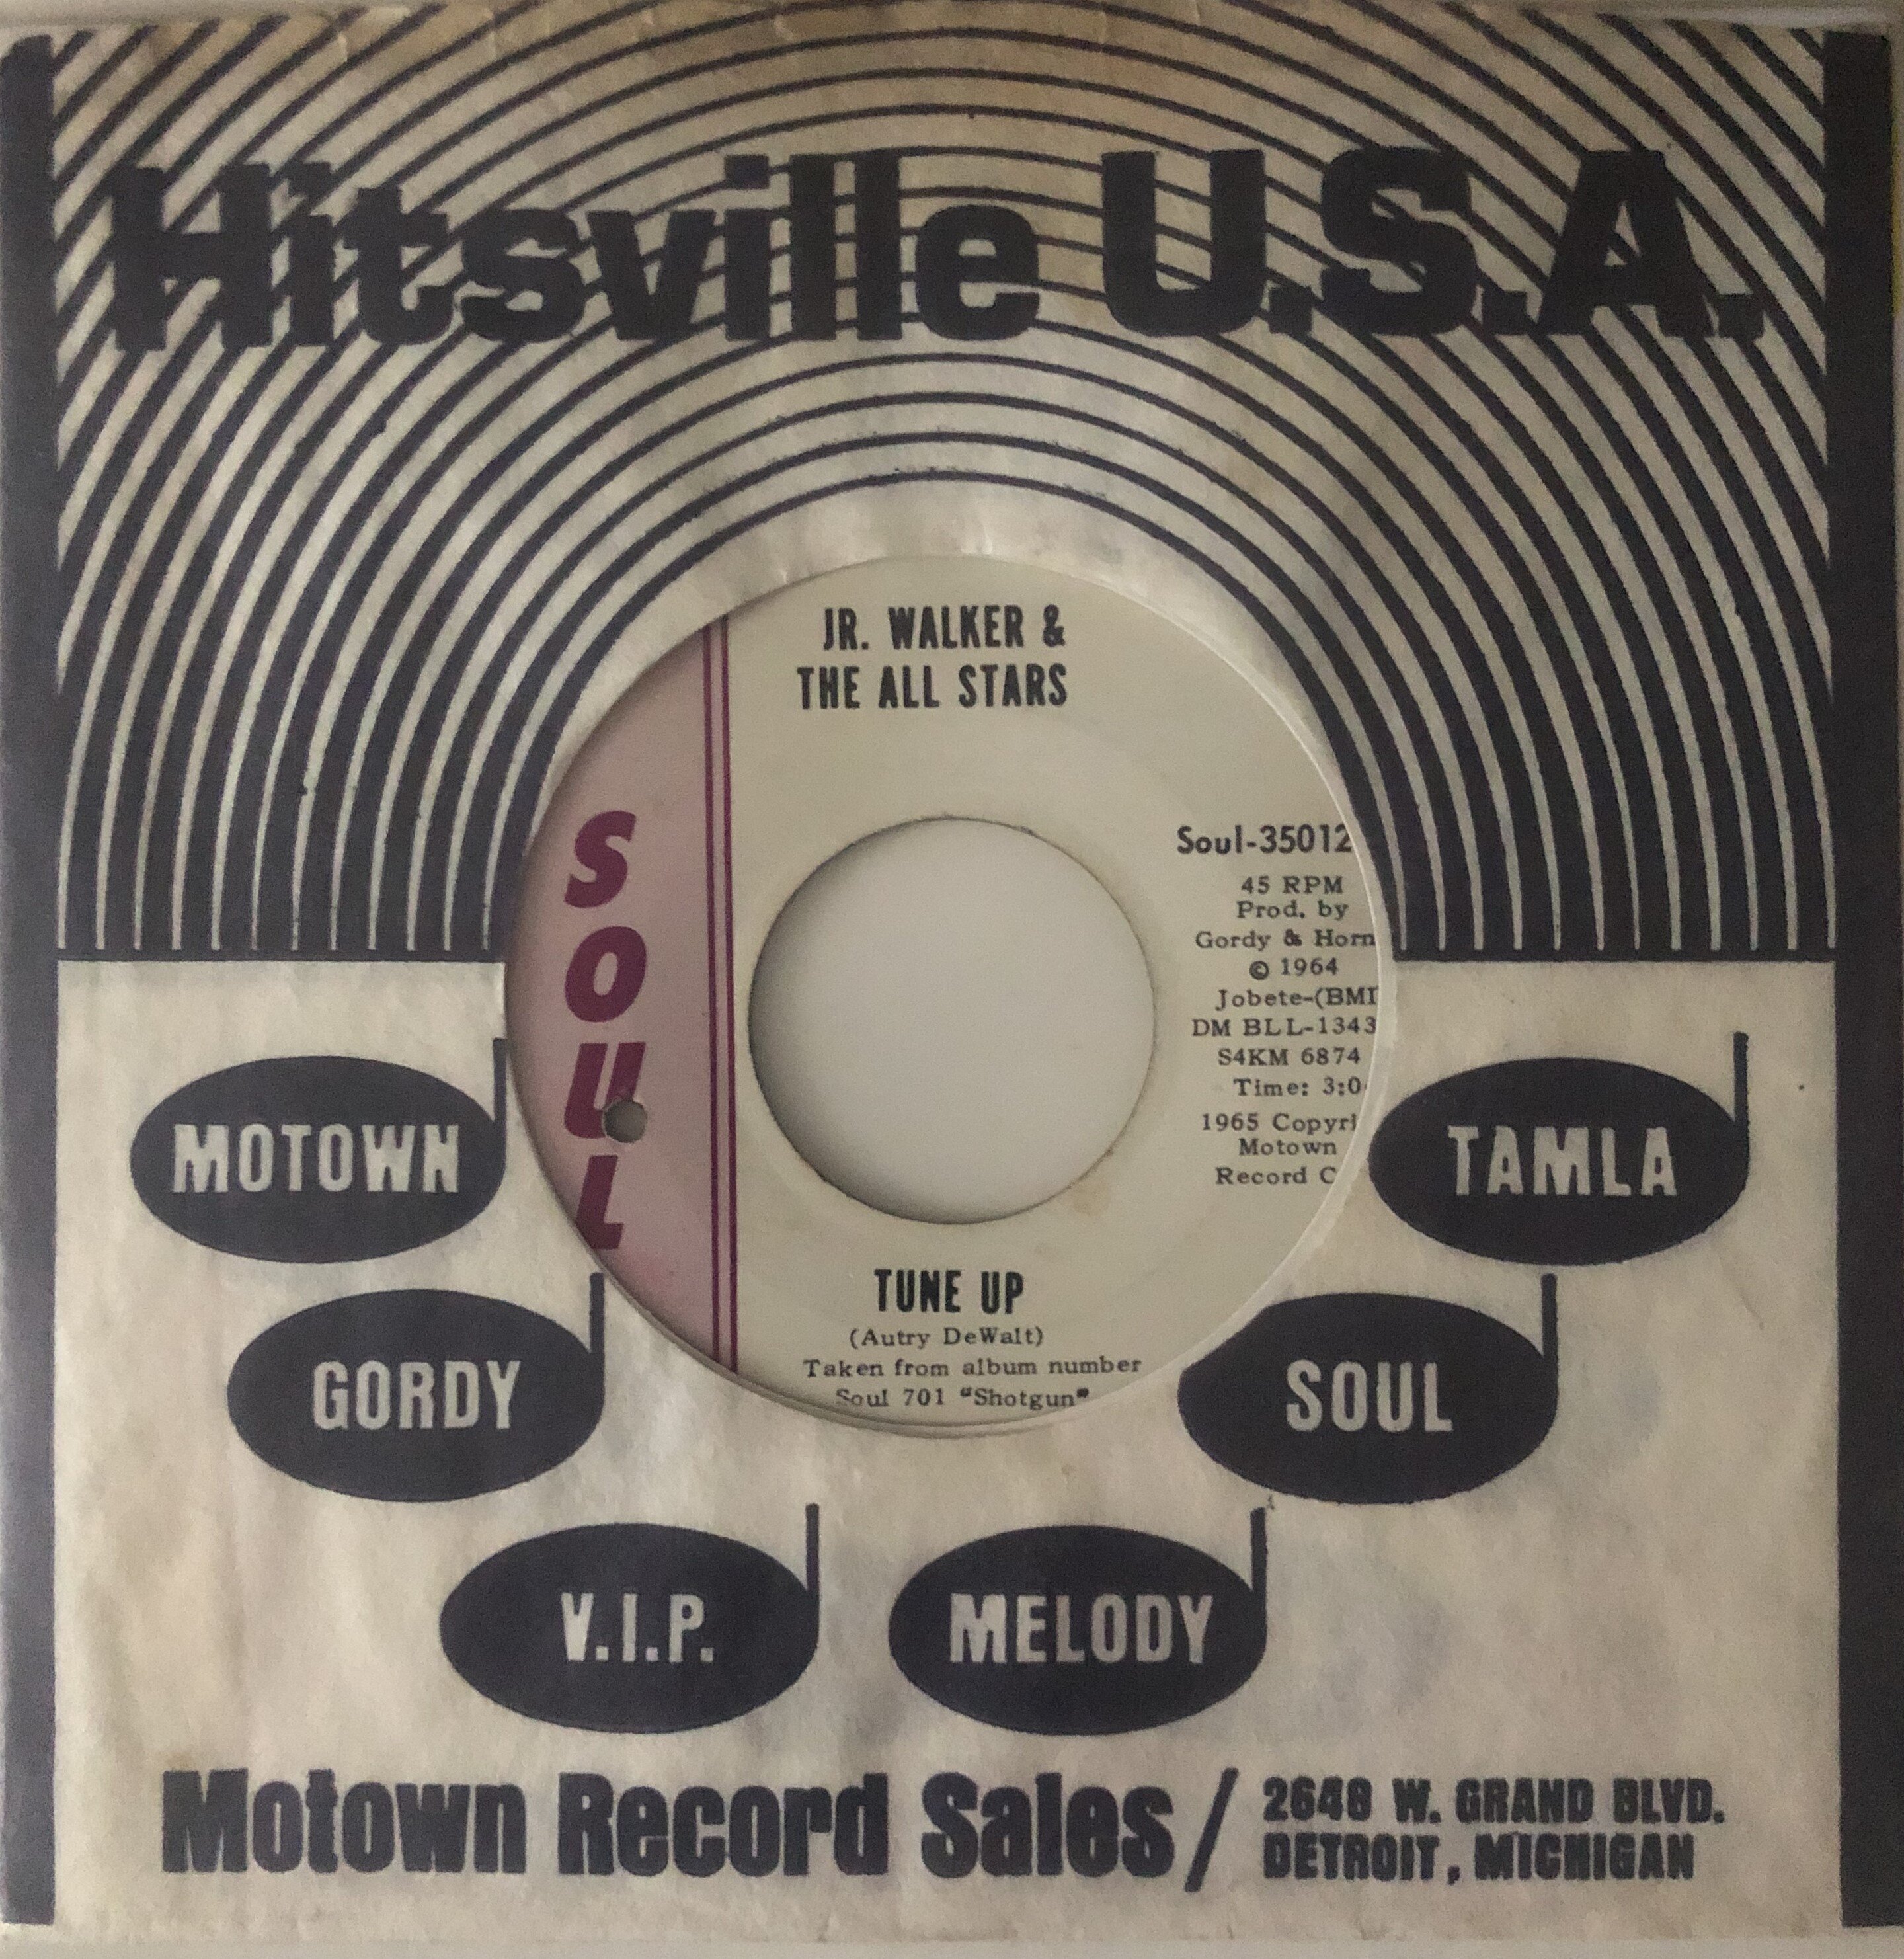 Hitsville U.S.A.
JR. WALKER &
THE ALL STARS
SOUL
Soul-35012
45 RPM
Prod. by
Gordy & Horn
© 1964
Jobete-(BMI
DM BLL-1343
S4KM 6874
Time: 3:0
1965 Copyri
Motown
Record C
TUNE UP
(Autry DeWalt)
Taken from album number
Soul 701 "Shotgun"
MOTOWN
TAMLA
GORDY
SOUL
V.I.P.
MELODY
Motown Record Sales/
2648 W. GRAND BLVD.
DETROIT, MICHIGAN